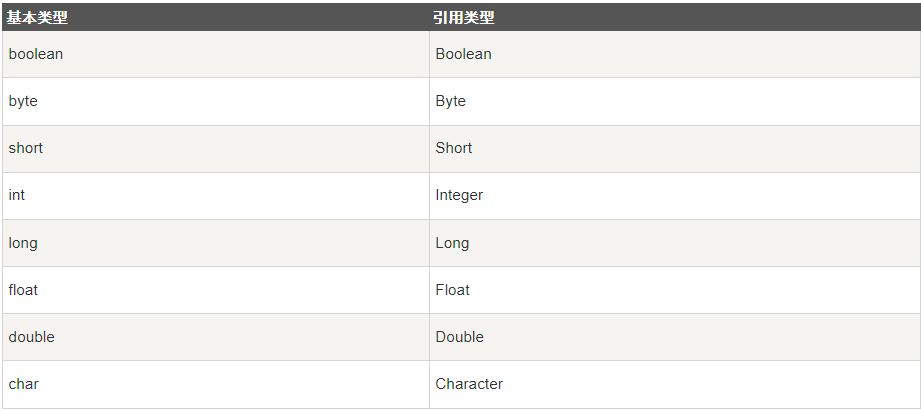 基本类型 引用类型
boolean Boolean
byte Byte
short Short
int Integer
long Long
float Float
double Double
char Character